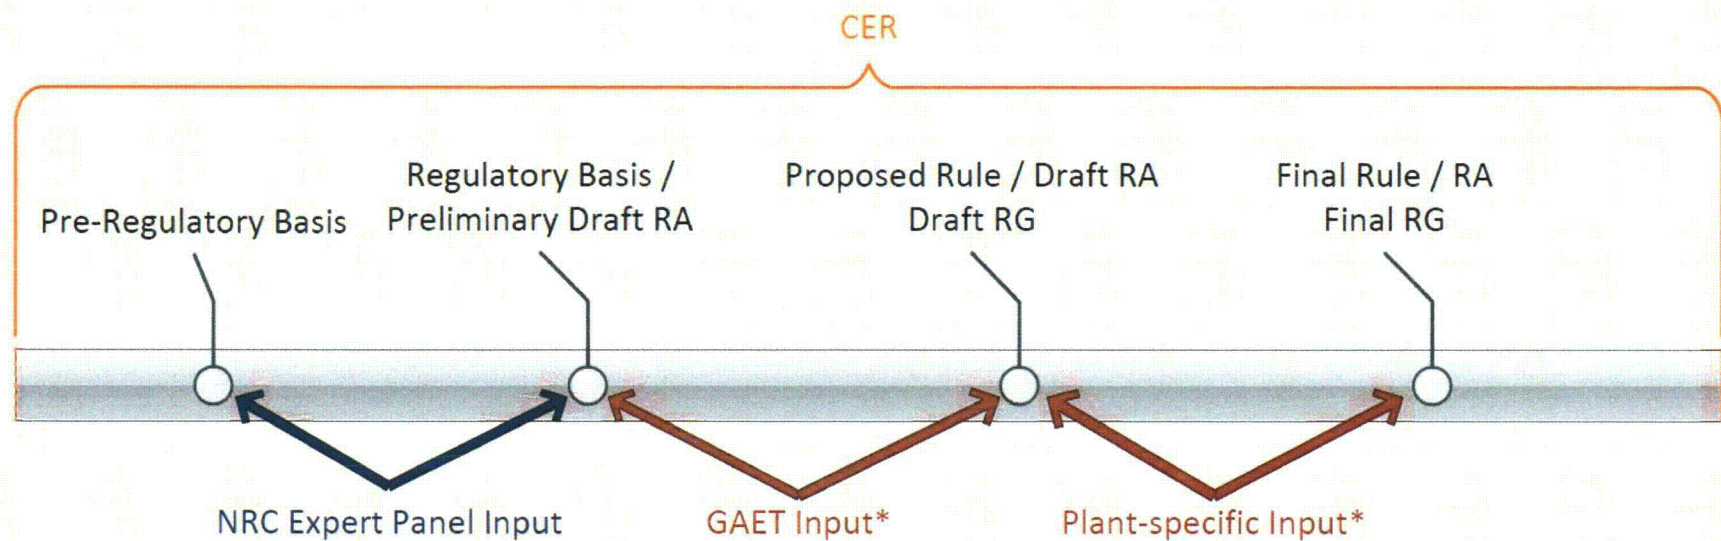 CER
Pre-Regulatory Basis
Regulatory Basis /
Preliminary Draft RA
Proposed Rule / Draft RA
Draft RG
Final Rule / RA
Final RG
NRC Expert Panel Input
GAET Input*
Plant-specific Input*